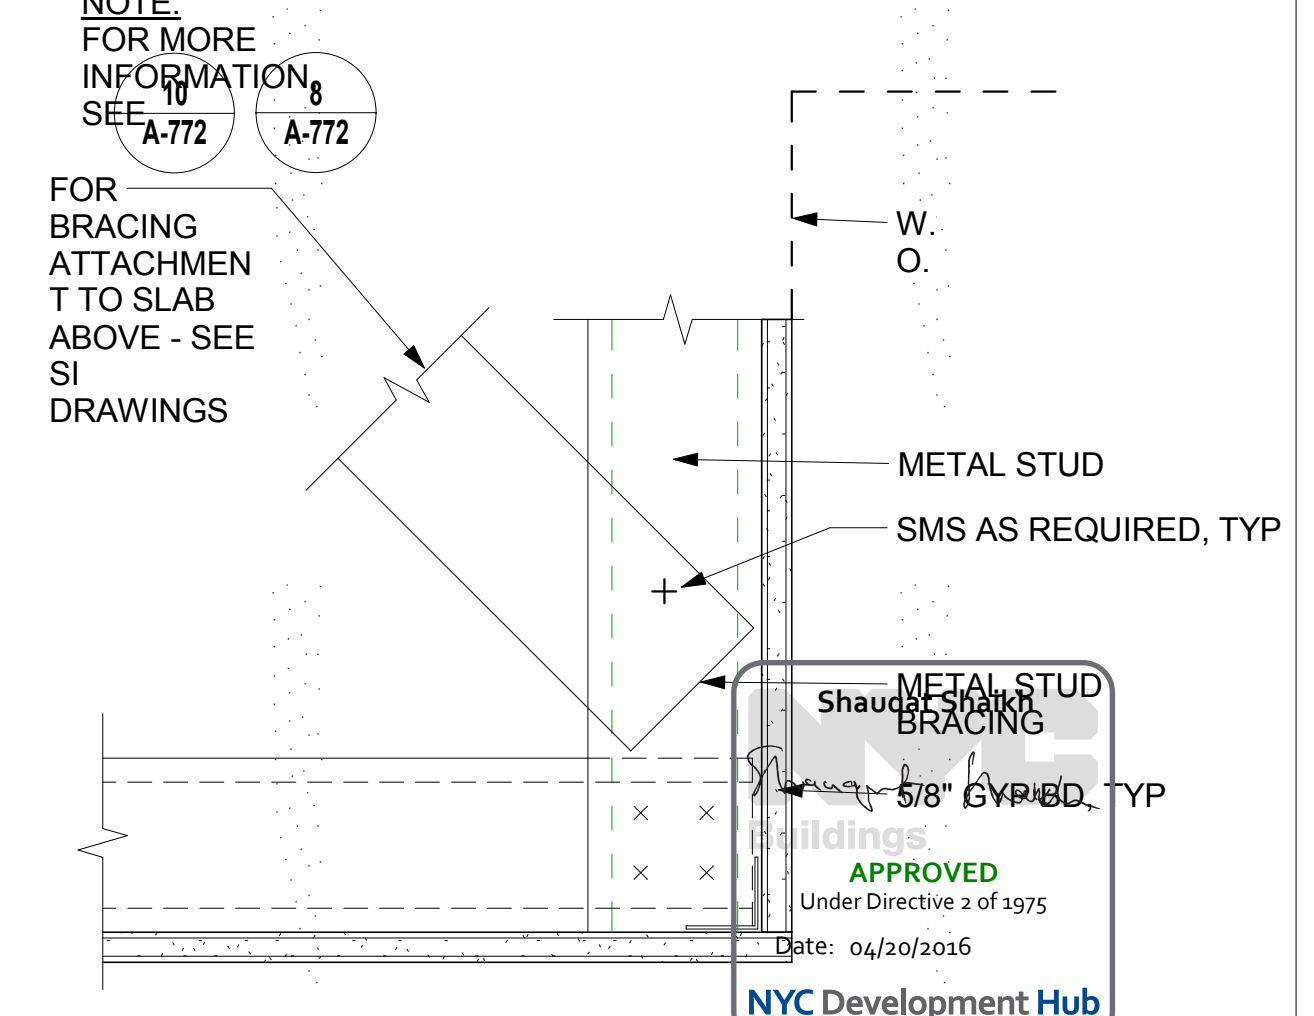 NOTE:
FOR MORE
INFORMATION
SEE
10
A-772
8
A-772
FOR
BRACING
ATTACHMEN
T TO SLAB
ABOVE - SEE
SI
DRAWINGS
W.
O.
METAL STUD
SMS AS REQUIRED, TYP
METAL STUD
BRACING
5/8" GYP BD, TYP
Shaudat Shaikh
NYC
Buildings
APPROVED
Under Directive 2 of 1975
Date: 04/20/2016
NYC Development Hub